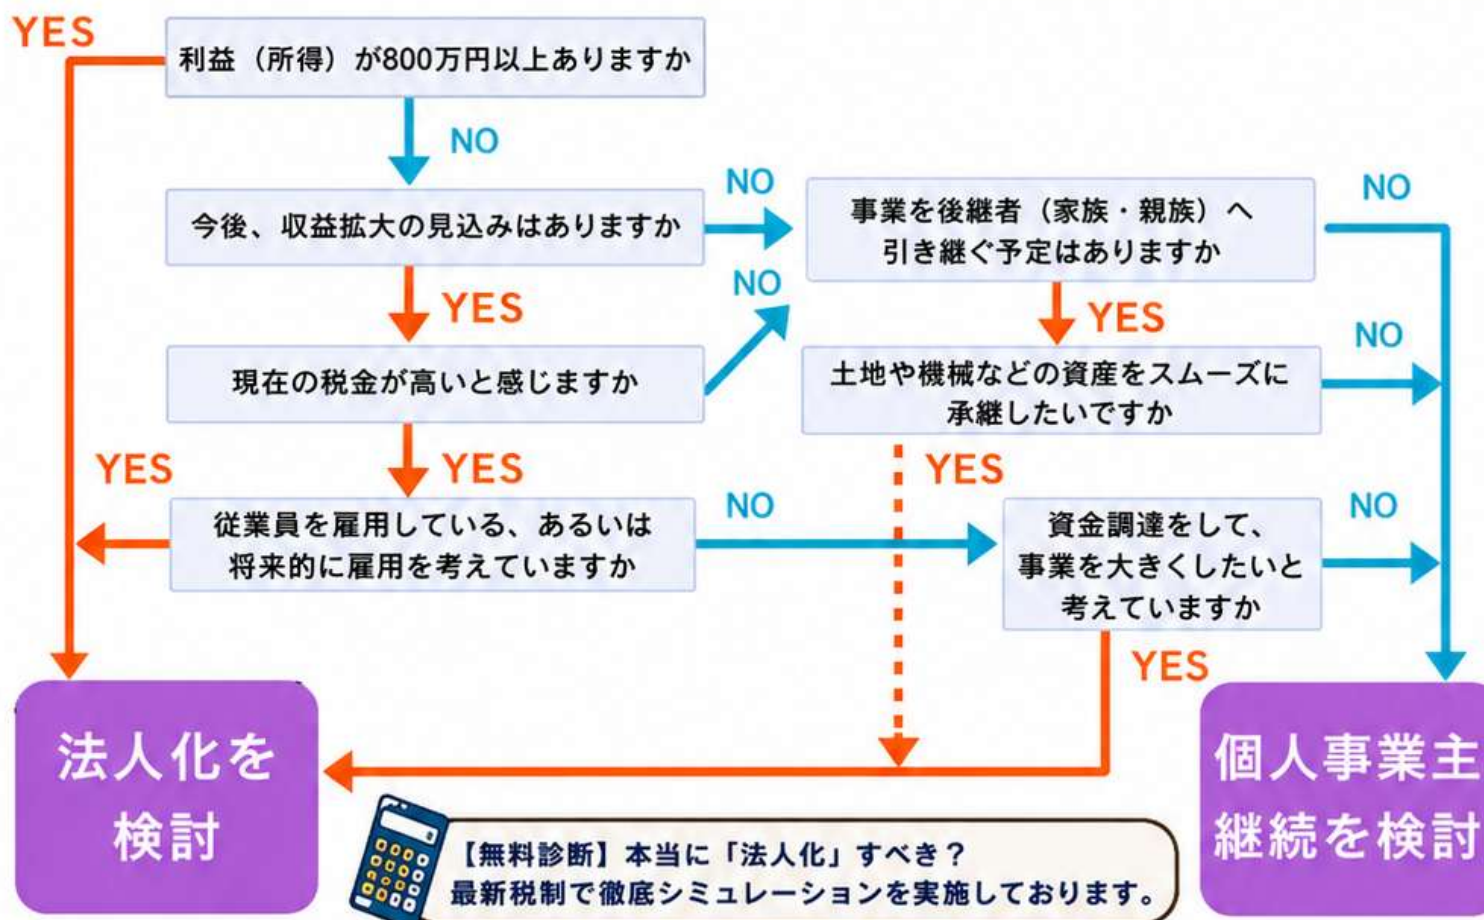 YES
利益（所得）が800万円以上ありますか
NO
今後、収益拡大の見込みはありますか
NO
事業を後継者（家族・親族）へ
引き継ぐ予定はありますか
NO
YES
NO
YES
現在の税金が高いと感じますか
土地や機械などの資産をスムーズに
承継したいですか
NO
YES
YES
YES
従業員を雇用している、あるいは
将来的に雇用を考えていますか
NO
資金調達をして、
事業を大きくしたいと
考えていますか
NO
YES
法人化を
検討
個人事業主
継続を検討
【無料診断】本当に「法人化」すべき？
最新税制で徹底シミュレーションを実施しております。